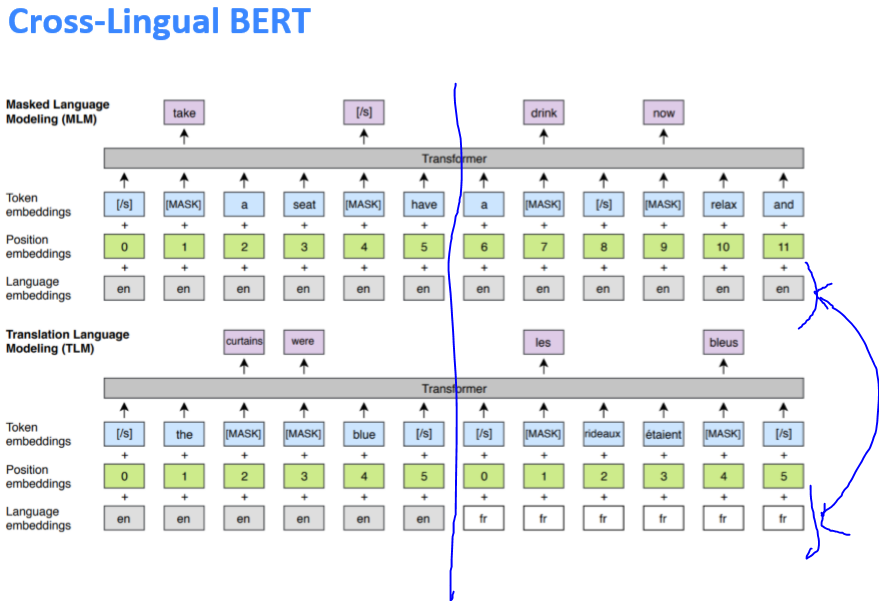 Cross-Lingual BERT
Masked Language
Modeling (MLM)
take [/s] drink now
Transformer
Token
embeddings
[/s] [MASK] a seat [MASK] have a [MASK] [/s] [MASK] relax and
+ + + + + + + + + + + +
Position
embeddings
0 1 2 3 4 5 6 7 8 9 10 11
+ + + + + + + + + + + +
Language
embeddings
en en en en en en en en en en en en
Translation Language
Modeling (TLM)
curtains were les bleus
Transformer
Token
embeddings
[/s] the [MASK] [MASK] blue [/s] [/s] [MASK] rideaux étaient [MASK] [/s]
+ + + + + + + + + + + +
Position
embeddings
0 1 2 3 4 5 0 1 2 3 4 5
+ + + + + + + + + + + +
Language
embeddings
en en en en en en fr fr fr fr fr fr